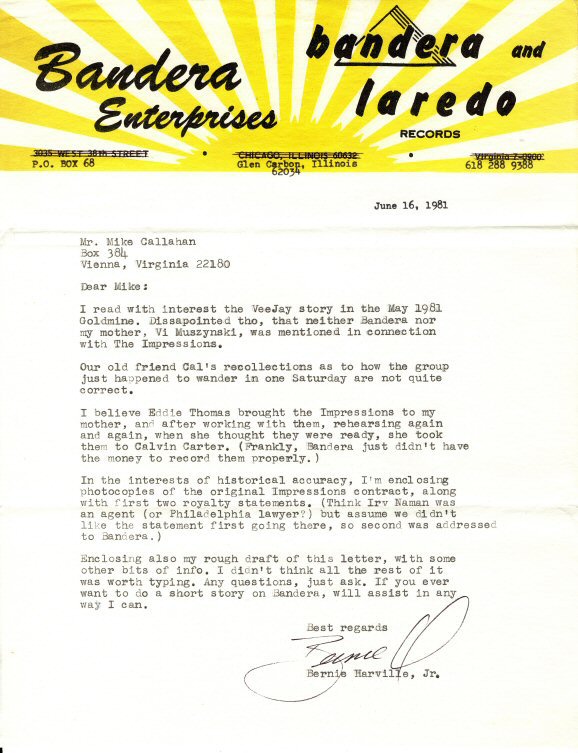 Bandera
Enterprises
bandera and
laredo
RECORDS
3935 WEST 38th STREET • CHICAGO, ILLINOIS 60632 • Virginia 7-0900
P.O. BOX 68 Glen Carbon, Illinois 618 288 9388
62034
June 16, 1981
Mr. Mike Callahan
Box 384
Vienna, Virginia 22180
Dear Mike:
I read with interest the VeeJay story in the May 1981
Goldmine. Dissapointed tho, that neither Bandera nor
my mother, Vi Muszynski, was mentioned in connection
with The Impressions.
Our old friend Cal's recollections as to how the group
just happened to wander in one Saturday are not quite
correct.
I believe Eddie Thomas brought the Impressions to my
mother, and after working with them, rehearsing again
and again, when she thought they were ready, she took
them to Calvin Carter. (Frankly, Bandera just didn't have
the money to record them properly.)
In the interests of historical accuracy, I'm enclosing
photocopies of the original Impressions contract, along
with first two royalty statements. (Think Irv Naman was
an agent (or Philadelphia lawyer?) but assume we didn't
like the statement first going there, so second was addressed
to Bandera.)
Enclosing also my rough draft of this letter, with some
other bits of info. I didn't think all the rest of it
was worth typing. Any questions, just ask. If you ever
want to do a short story on Bandera, will assist in any
way I can.
Best regards
Bernie
Bernie Harville, Jr.